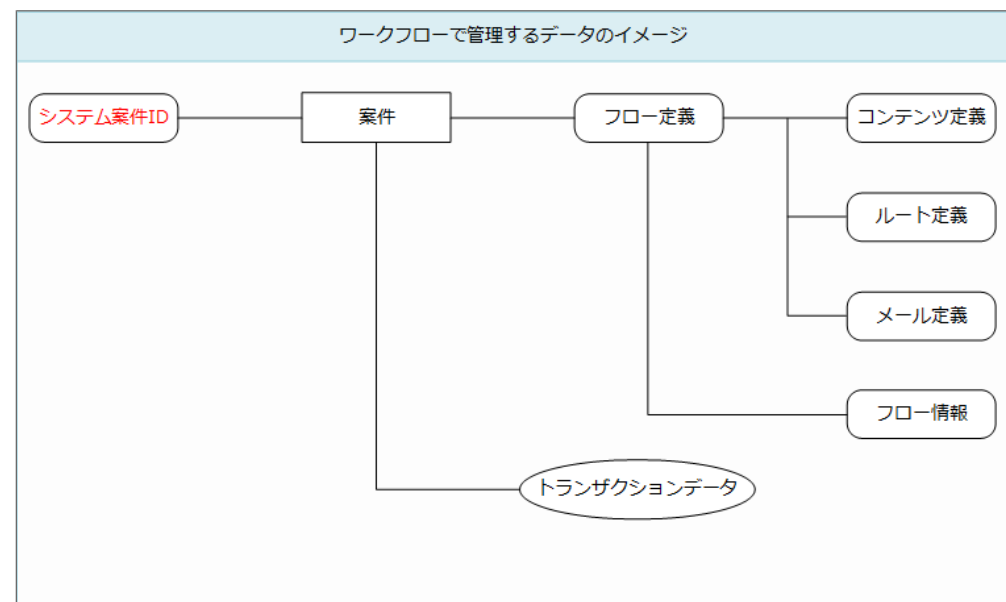 ワークフローで管理するデータのイメージ
システム案件ID
案件
フロー定義
コンテンツ定義
ルート定義
メール定義
フロー情報
トランザクションデータ